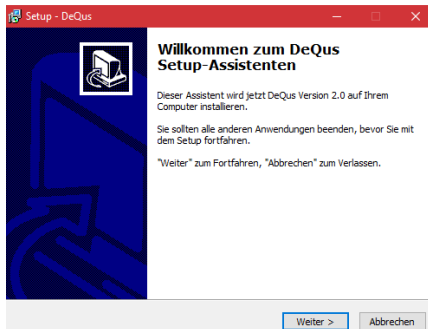 Setup - DeQus
Willkommen zum DeQus
Setup-Assistenten
Dieser Assistent wird jetzt DeQus Version 2.0 auf Ihrem
Computer installieren.
Sie sollten alle anderen Anwendungen beenden, bevor Sie mit
dem Setup fortfahren.
"Weiter" zum Fortfahren, "Abbrechen" zum Verlassen.
Weiter >
Abbrechen